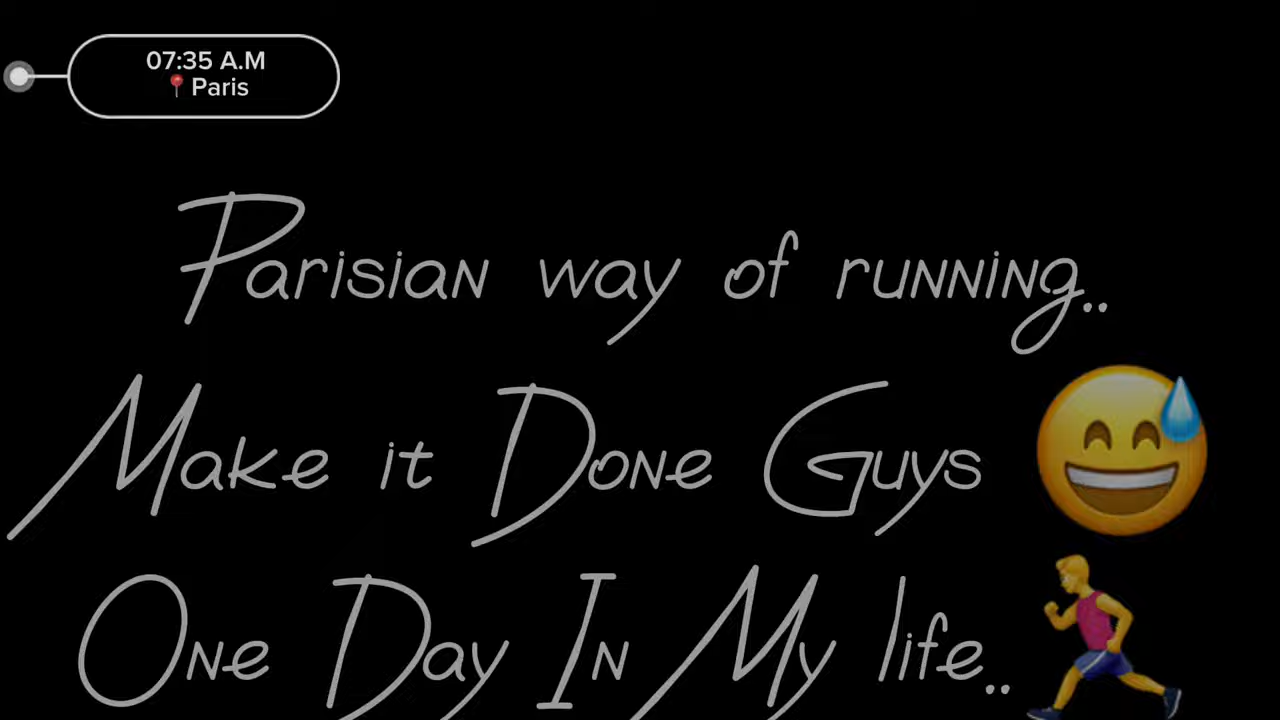 07:35 A.M
📍Paris
Parisian way of running..
Make it Done Guys 😅
One Day In My life.. 🏃